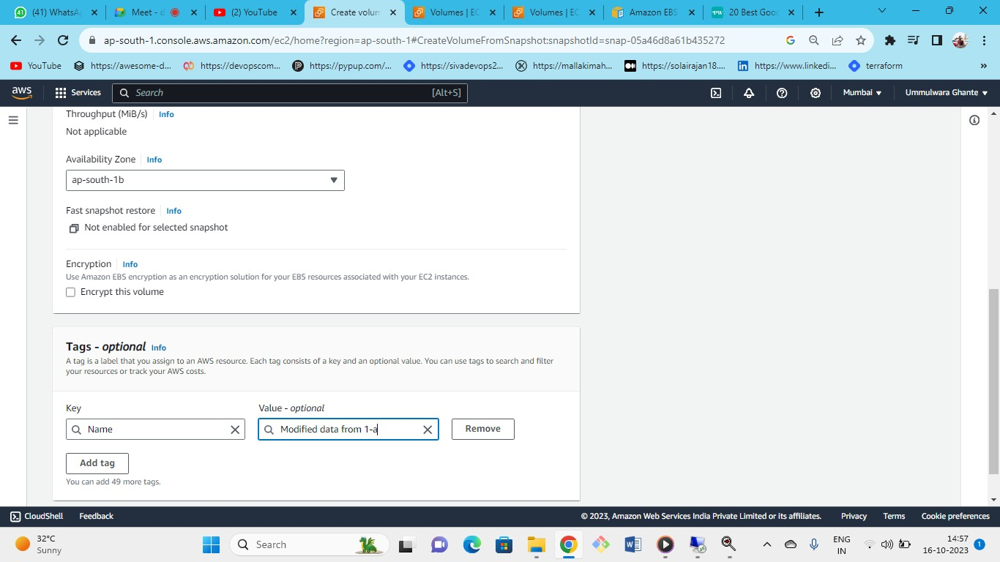 (41) WhatsA
Meet - d
(2) YouTube
Create volum
Volumes | EC
Volumes | EC
Amazon EBS
20 Best Goo
ap-south-1.console.aws.amazon.com/ec2/home?region=ap-south-1#CreateVolumeFromSnapshot:snapshotId=snap-05a46d8a61b435272
YouTube
https://awesome-d...
https://devopscom...
https://pypup.com/...
https://sivadevops2...
https://mallakimah...
https://solairajan18....
https://www.linkedi...
terraform
aws
Services
Search
[Alt+S]
Mumbai
Ummulwara Ghante
Throughput (MiB/s) Info
Not applicable
Availability Zone Info
ap-south-1b
Fast snapshot restore Info
Not enabled for selected snapshot
Encryption Info
Use Amazon EBS encryption as an encryption solution for your EBS resources associated with your EC2 instances.
Encrypt this volume
Tags - optional Info
A tag is a label that you assign to an AWS resource. Each tag consists of a key and an optional value. You can use tags to search and filter
your resources or track your AWS costs.
Key
Value - optional
Name
Modified data from 1-a
Remove
Add tag
You can add 49 more tags.
CloudShell
Feedback
© 2023, Amazon Web Services India Private Limited or its affiliates.
Privacy
Terms
Cookie preferences
32°C
Sunny
Search
ENG
IN
14:57
16-10-2023
1